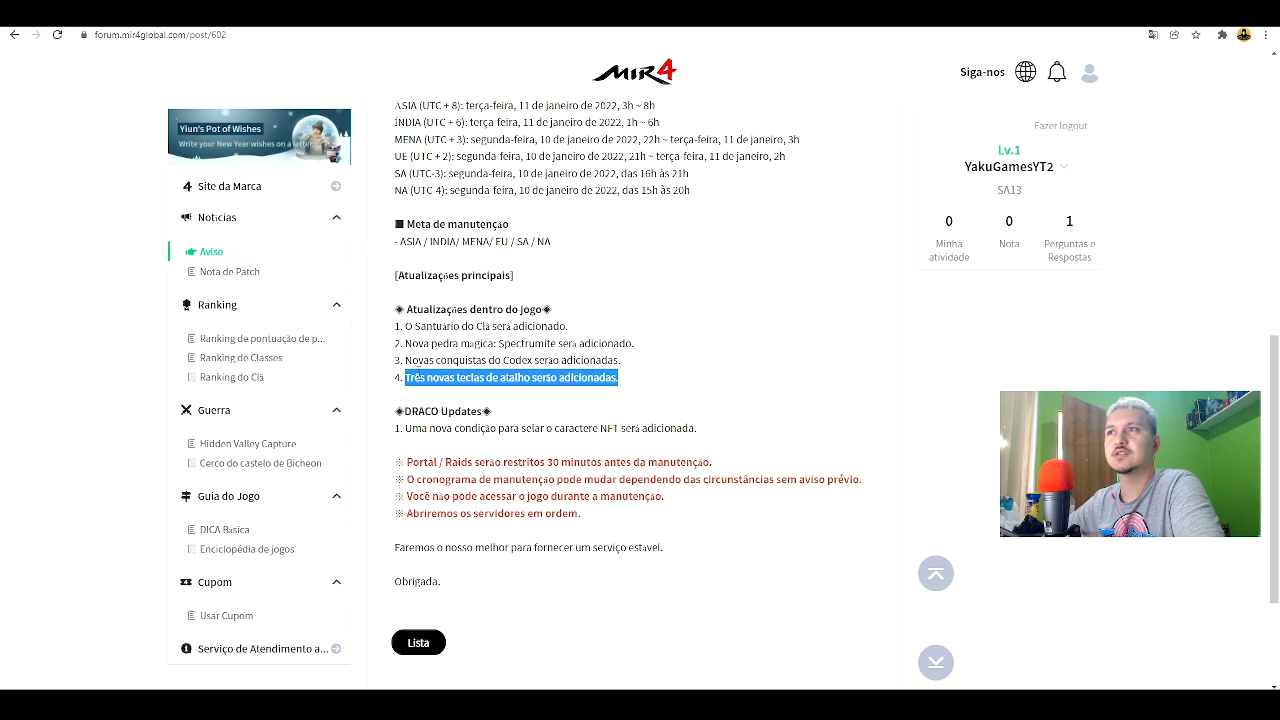 forum.mir4global.com/post/602
MIR4
Siga-nos
Yiun's Pot of Wishes
Write your New Year wishes on a letter
Site da Marca
Notícias
Aviso
Nota de Patch
Ranking
Ranking de pontuação de p...
Ranking de Classes
Ranking do Clã
Guerra
Hidden Valley Capture
Cerco do castelo de Bicheon
Guia do Jogo
DICA Básica
Enciclopédia de jogos
Cupom
Usar Cupom
Serviço de Atendimento a...
ÁSIA (UTC + 8): terça-feira, 11 de janeiro de 2022, 3h ~ 8h
ÍNDIA (UTC + 6): terça-feira, 11 de janeiro de 2022, 1h ~ 6h
MENA (UTC + 3): segunda-feira, 10 de janeiro de 2022, 22h ~ terça-feira, 11 de janeiro, 3h
UE (UTC + 2): segunda-feira, 10 de janeiro de 2022, 21h ~ terça-feira, 11 de janeiro, 2h
SA (UTC-3): segunda-feira, 10 de janeiro de 2022, das 16h às 21h
NA (UTC-4): segunda-feira, 10 de janeiro de 2022, das 15h às 20h
■ Meta de manutenção
- ASIA / INDIA/ MENA/ EU / SA / NA
[Atualizações principais]
◈ Atualizações dentro do jogo◈
1. O Santuário do Clã será adicionado.
2. Nova pedra mágica: Spectrumite será adicionado.
3. Novas conquistas do Codex serão adicionadas.
4. Três novas teclas de atalho serão adicionadas.
◈DRACO Updates◈
1. Uma nova condição para selar o caractere NFT será adicionada.
※ Portal / Raids serão restritos 30 minutos antes da manutenção.
※ O cronograma de manutenção pode mudar dependendo das circunstâncias sem aviso prévio.
※ Você não pode acessar o jogo durante a manutenção.
※ Abriremos os servidores em ordem.
Faremos o nosso melhor para fornecer um serviço estável.
Obrigada.
Lista
Fazer logout
Lv.1
YakuGamesYT2
SA13
0 0 1
Minha atividade
Nota
Perguntas e Respostas